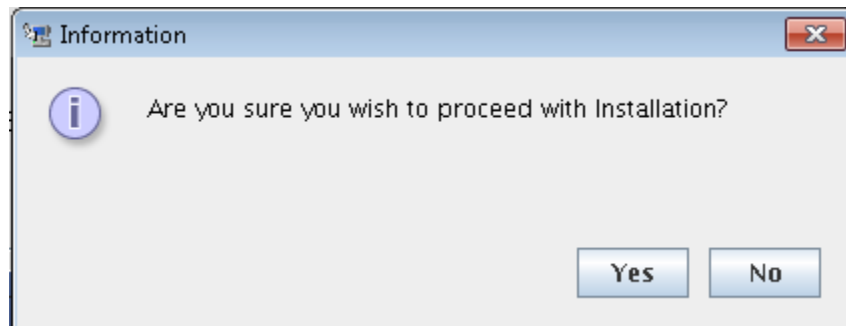 Information
Are you sure you wish to proceed with Installation?
Yes No